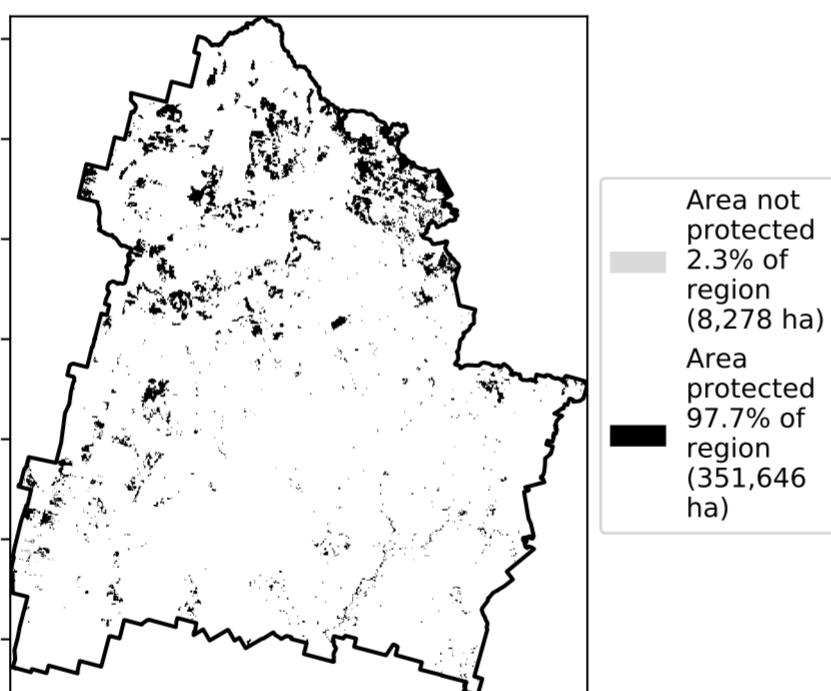 Area not
protected
2.3% of
region
(8,278 ha)
Area
protected
97.7% of
region
(351,646
ha)